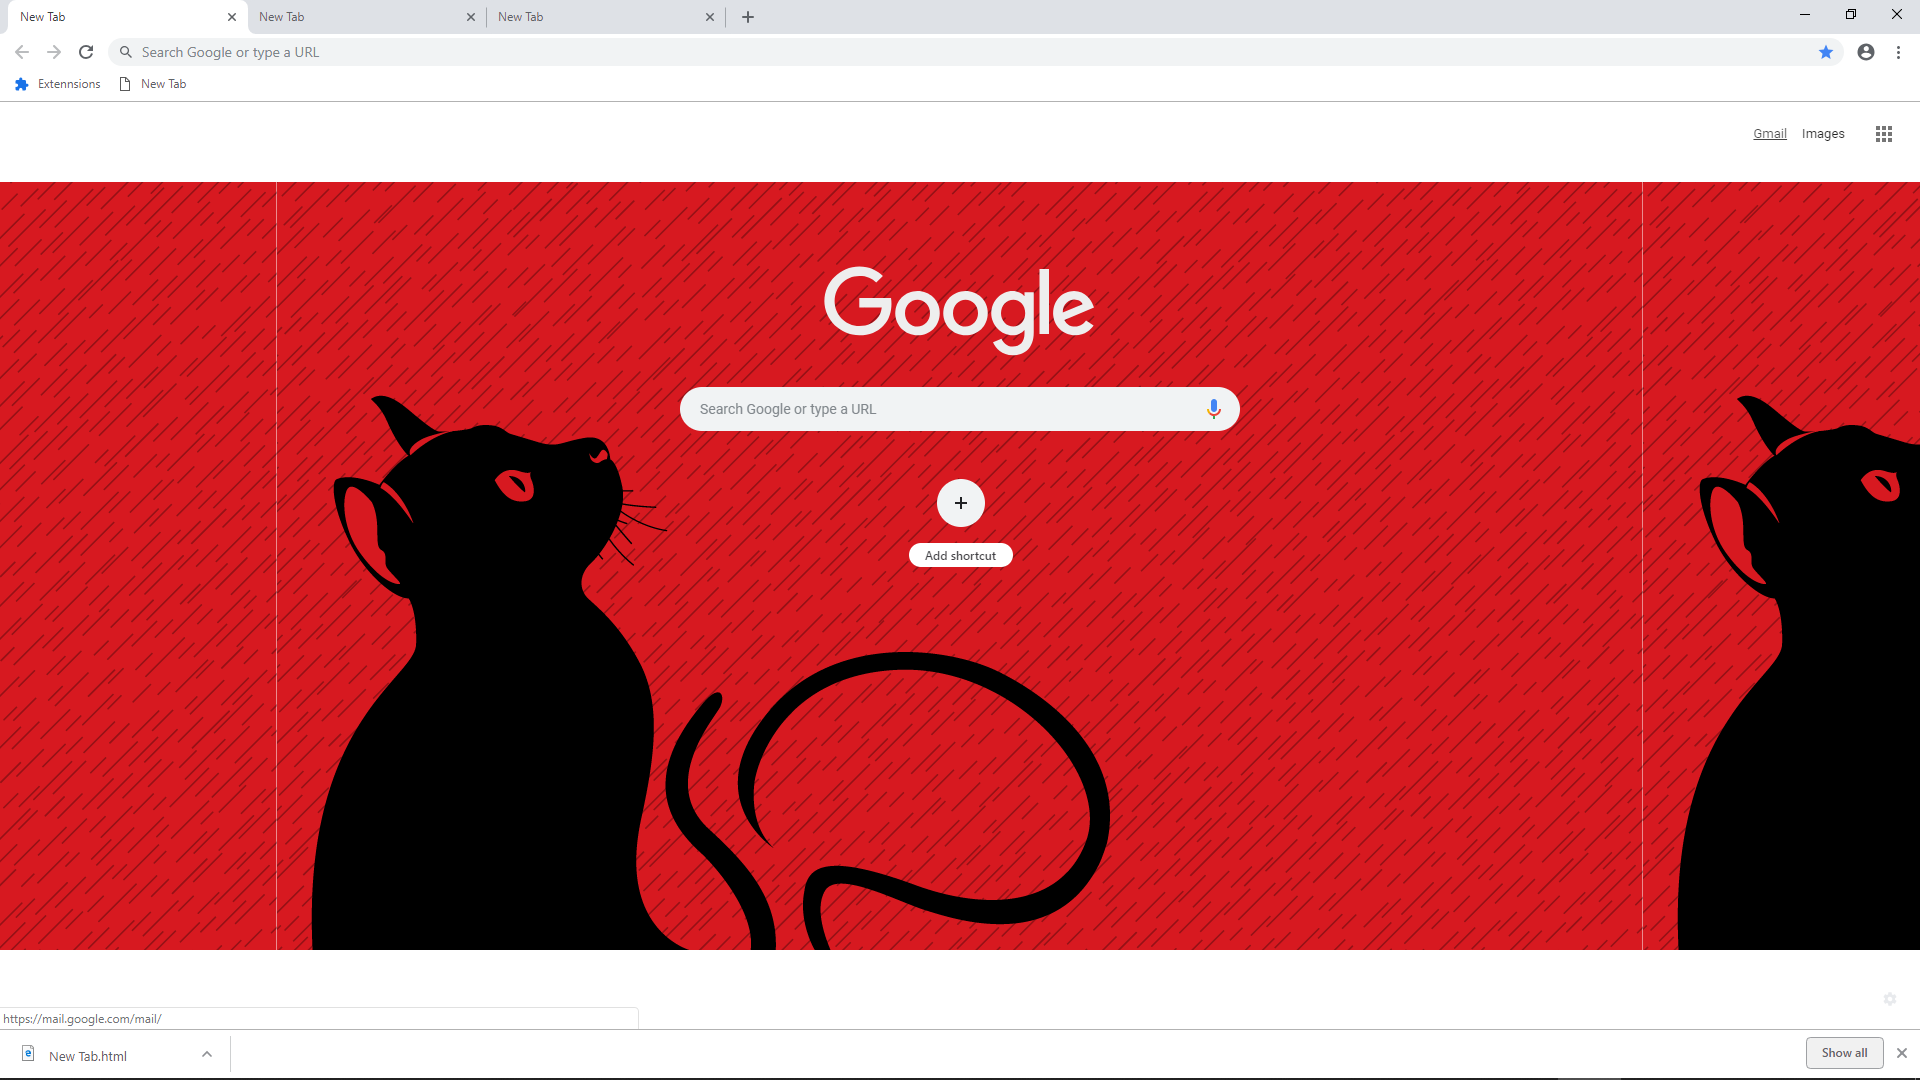 New Tab
New Tab
New Tab
Search Google or type a URL
Extennsions
New Tab
Gmail
Images
Google
Search Google or type a URL
Add shortcut
https://mail.google.com/mail/
New Tab.html
Show all